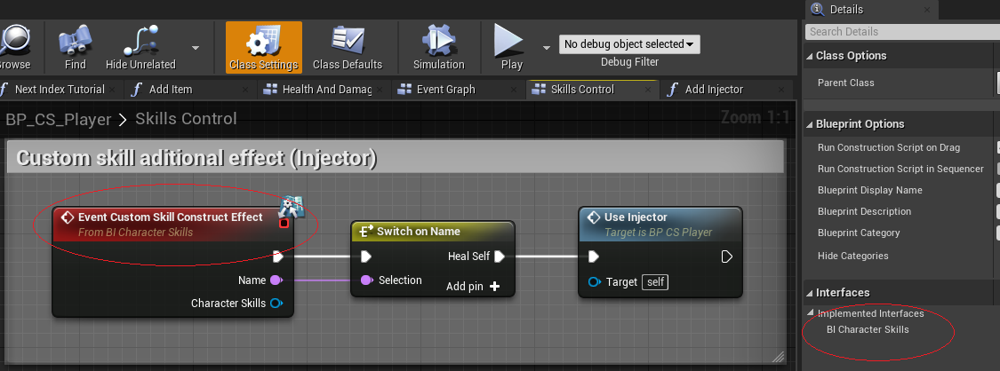 Details
Search Details
rowse
Find
Hide Unrelated
Class Settings
Class Defaults
Simulation
Play
No debug object selected
Debug Filter
Class Options
Parent Class
Next Index Tutorial
Add Item
Health And Damag
Event Graph
Skills Control
Add Injector
BP_CS_Player > Skills Control
Zoom 1:1
Blueprint Options
Run Construction Script on Drag
Run Construction Script in Sequencer
Blueprint Display Name
Blueprint Description
Blueprint Category
Hide Categories
Custom skill aditional effect (Injector)
Event Custom Skill Construct Effect
From BI Character Skills
Name
Character Skills
Switch on Name
Heal Self
Selection
Add pin
Use Injector
Target is BP CS Player
Target self
Interfaces
Implemented Interfaces
BI Character Skills